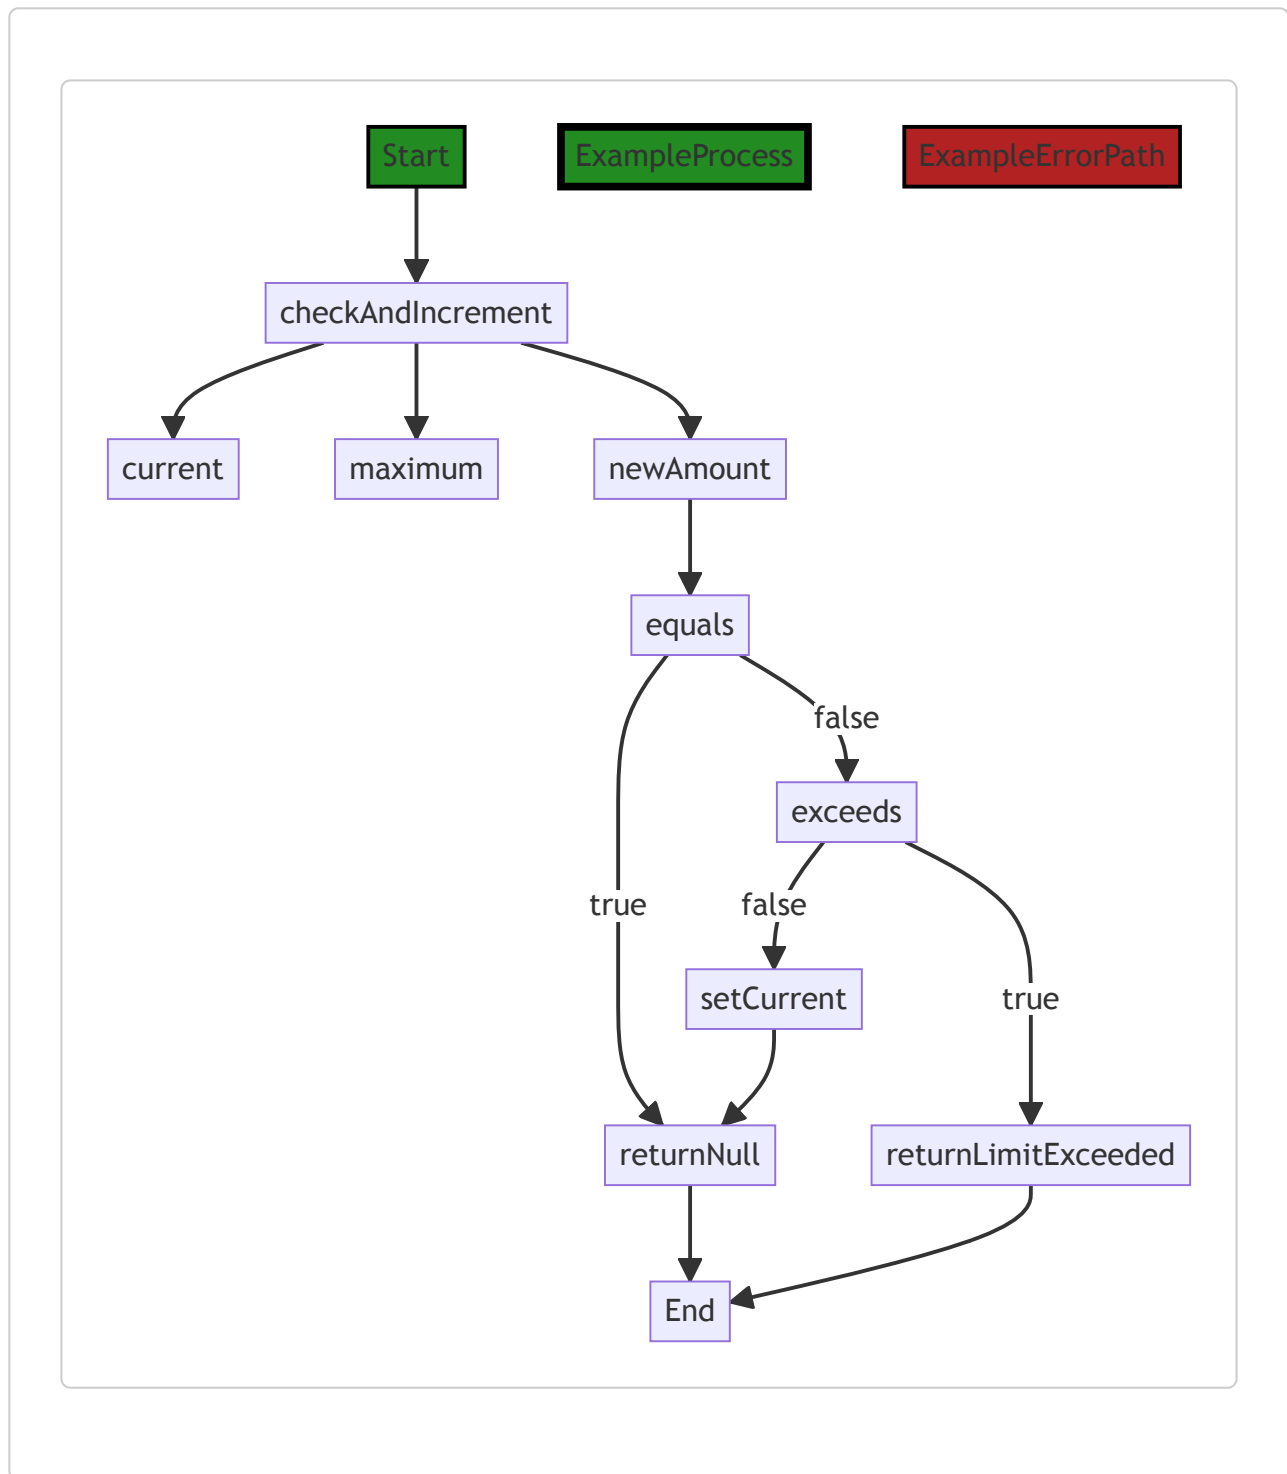 Start
ExampleProcess
ExampleErrorPath
checkAndIncrement
current
maximum
newAmount
equals
false
exceeds
true
false
setCurrent
true
returnNull
returnLimitExceeded
End